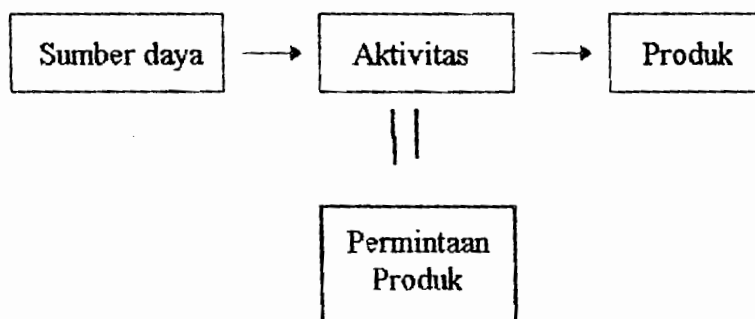 Sumber daya
Aktivitas
Produk
Permintaan
Produk